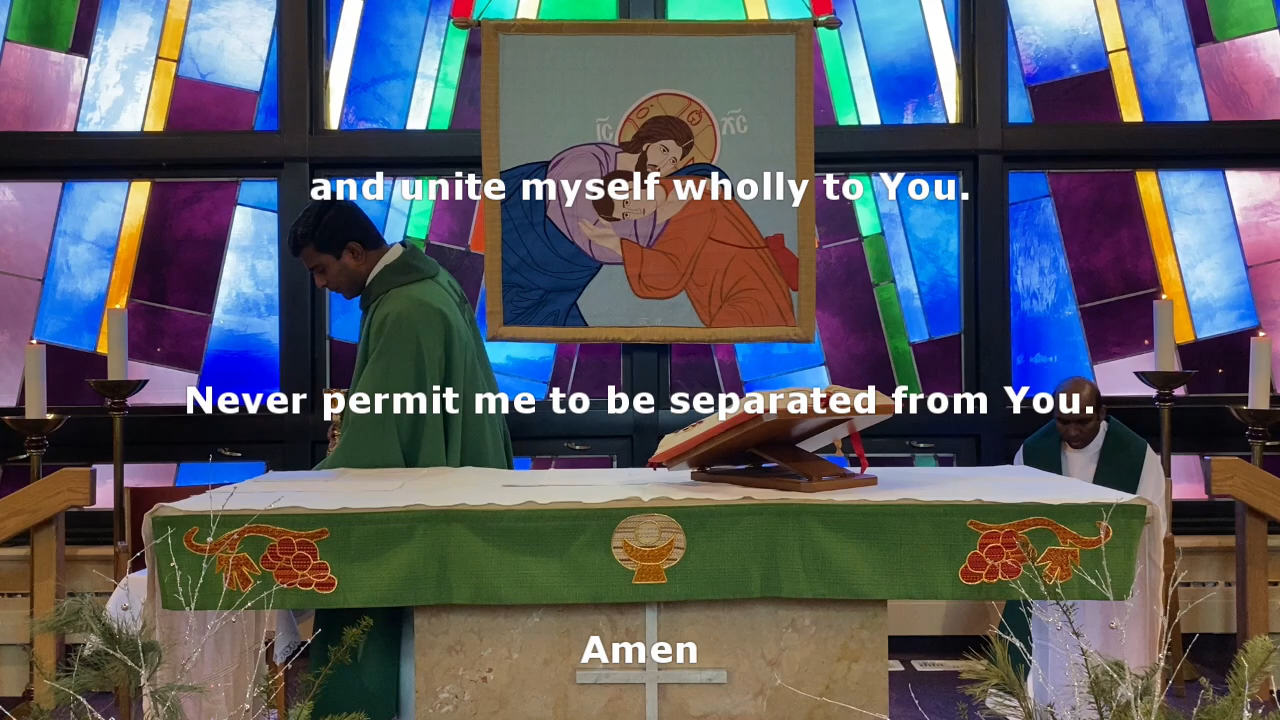 IC XC
and unite myself wholly to You.
Never permit me to be separated from You.
Amen